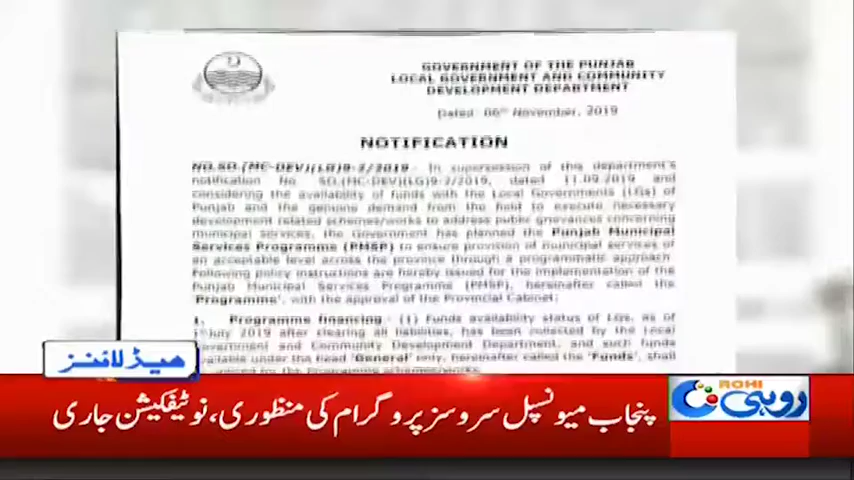 GOVERNMENT OF THE PUNJAB
LOCAL GOVERNMENT AND COMMUNITY
DEVELOPMENT DEPARTMENT
Dated 06th November, 2019
NOTIFICATION
NO.SO.(MC-DEV)(LG)9-2/2019. In supersession of this department's
notification No. SO.(MC-DEV)(LG)9-2/2019, dated 11.09.2019 and
considering the availability of funds with the Local Governments (LGs) of
Punjab and the genuine demand from the field to execute necessary
development related schemes/works to address public grievances concerning
municipal services, the Government has planned the Punjab Municipal
Services Programme (PMSP) to ensure provision of municipal services of
an acceptable level across the province through a programmatic approach.
Following policy instructions are hereby issued for the implementation of the
Punjab Municipal Services Programme (PMSP), hereinafter called the
'Programme', with the approval of the Provincial Cabinet:
1. Programme financing. (1) Funds availability status of LGs, as of
1st July 2019 after clearing all liabilities, has been collected by the Local
Government and Community Development Department, and such funds
available under the head 'General' only, hereinafter called the 'Funds', shall
for the Programme schemes/works
ہیڈلائنز
ROHI
روہی
پنجاب میونسپل سروسز پروگرام کی منظوری، نوٹیفکیشن جاری